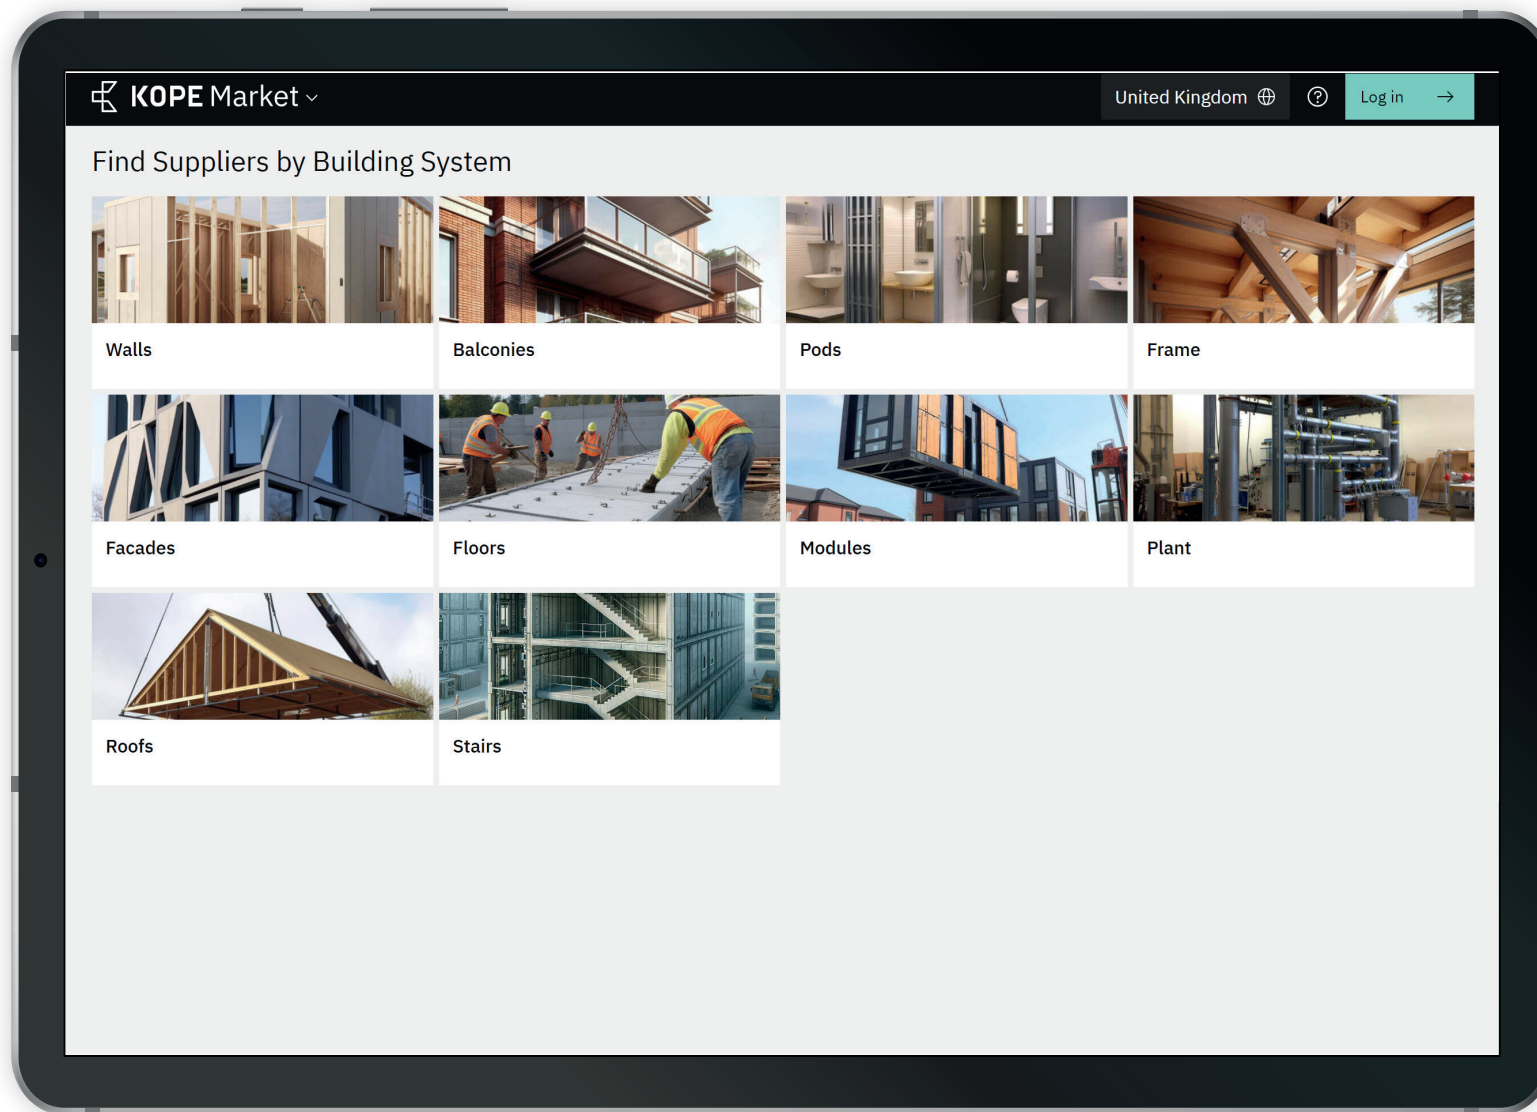 KOPE Market
United Kingdom
Log in
Find Suppliers by Building System
Walls
Balconies
Pods
Frame
Facades
Floors
Modules
Plant
Roofs
Stairs